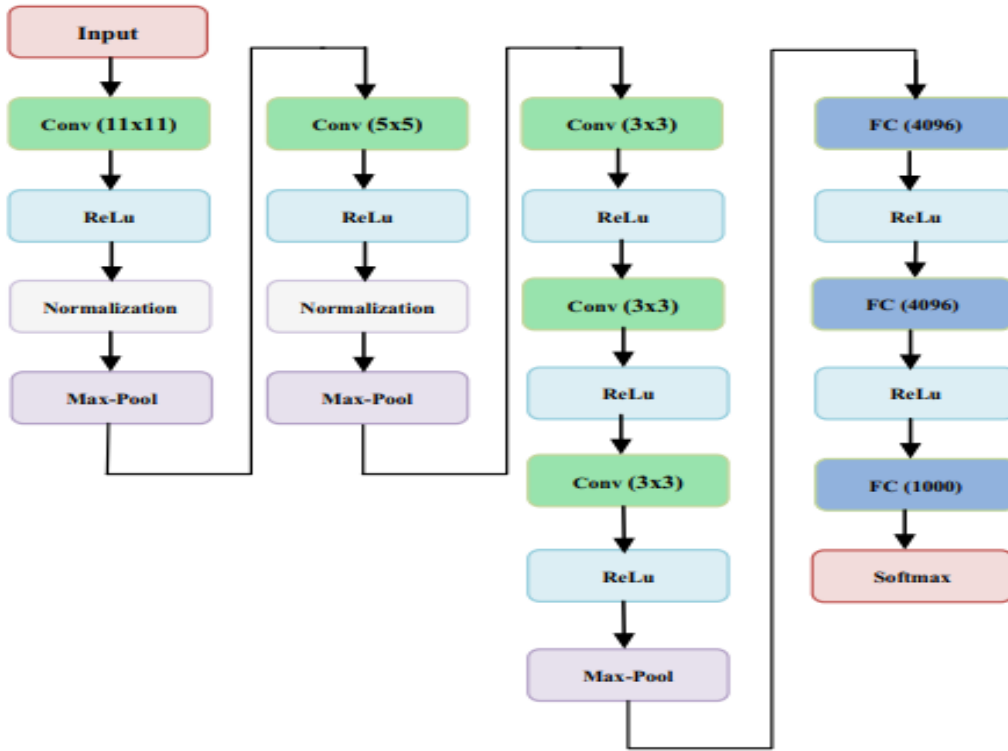 Input
Conv (11x11)
ReLu
Normalization
Max-Pool
Conv (5x5)
ReLu
Normalization
Max-Pool
Conv (3x3)
ReLu
Conv (3x3)
ReLu
Conv (3x3)
ReLu
Max-Pool
FC (4096)
ReLu
FC (4096)
ReLu
FC (1000)
Softmax